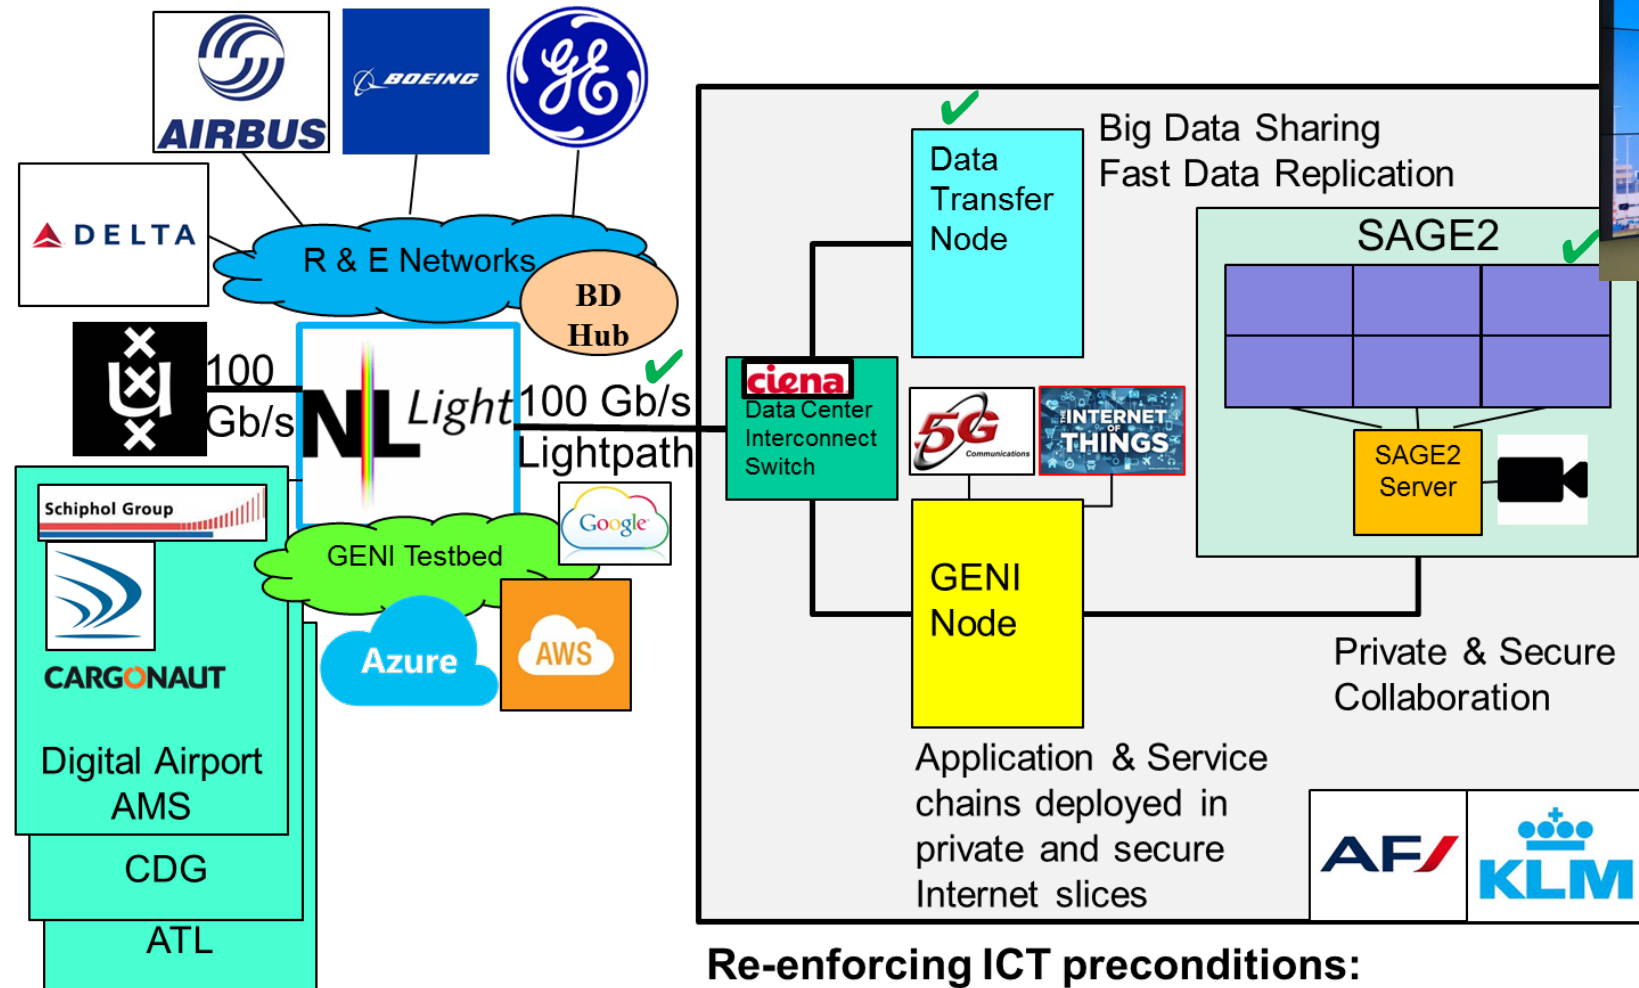 AIRBUS
BOEING
GE
DELTA
R & E Networks
BD
Hub
100
Gb/s
NL Light
100 Gb/s
Lightpath
Schiphol Group
CARGONAUT
Digital Airport
AMS
CDG
ATL
GENI Testbed
Google
Azure
AWS
ciena
Data Center
Interconnect
Switch
Data
Transfer
Node
Big Data Sharing
Fast Data Replication
SAGE2
SAGE2
Server
5G
Communications
THE INTERNET
OF
THINGS
GENI
Node
Private & Secure
Collaboration
Application & Service
chains deployed in
private and secure
Internet slices
AF
KLM
Re-enforcing ICT preconditions: